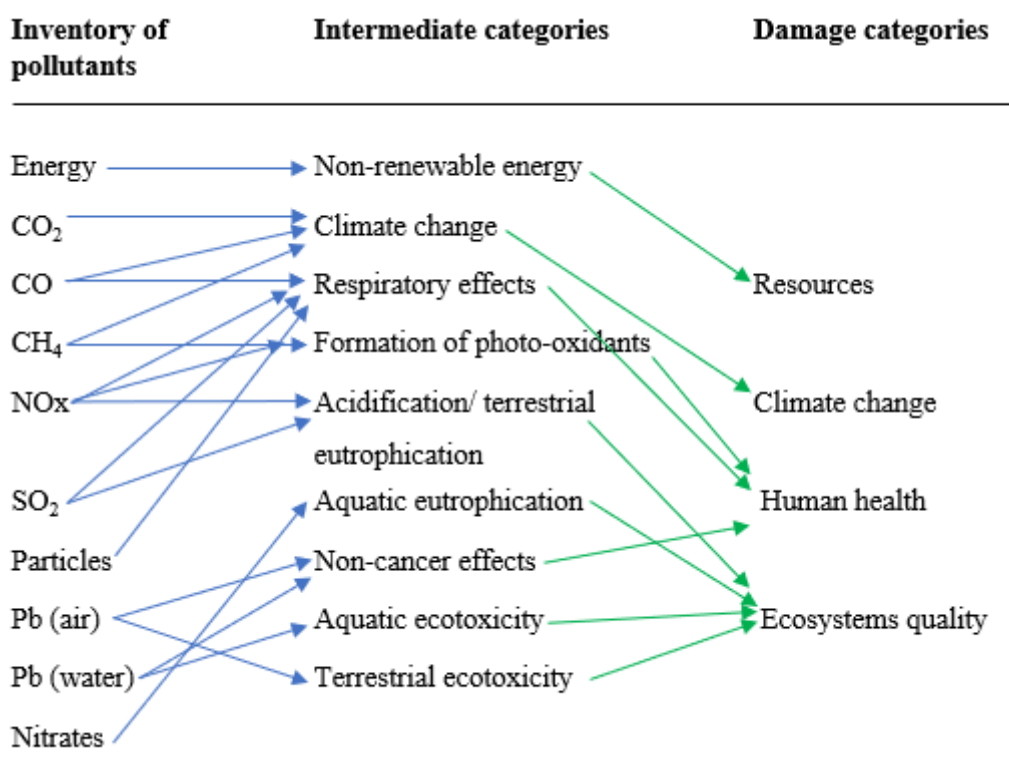 Inventory of pollutants
Intermediate categories
Damage categories
Energy
Non-renewable energy
CO₂
Climate change
CO
Respiratory effects
Resources
CH₄
Formation of photo-oxidants
NOx
Acidification/ terrestrial
eutrophication
Climate change
SO₂
Aquatic eutrophication
Human health
Particles
Non-cancer effects
Pb (air)
Aquatic ecotoxicity
Ecosystems quality
Pb (water)
Terrestrial ecotoxicity
Nitrates